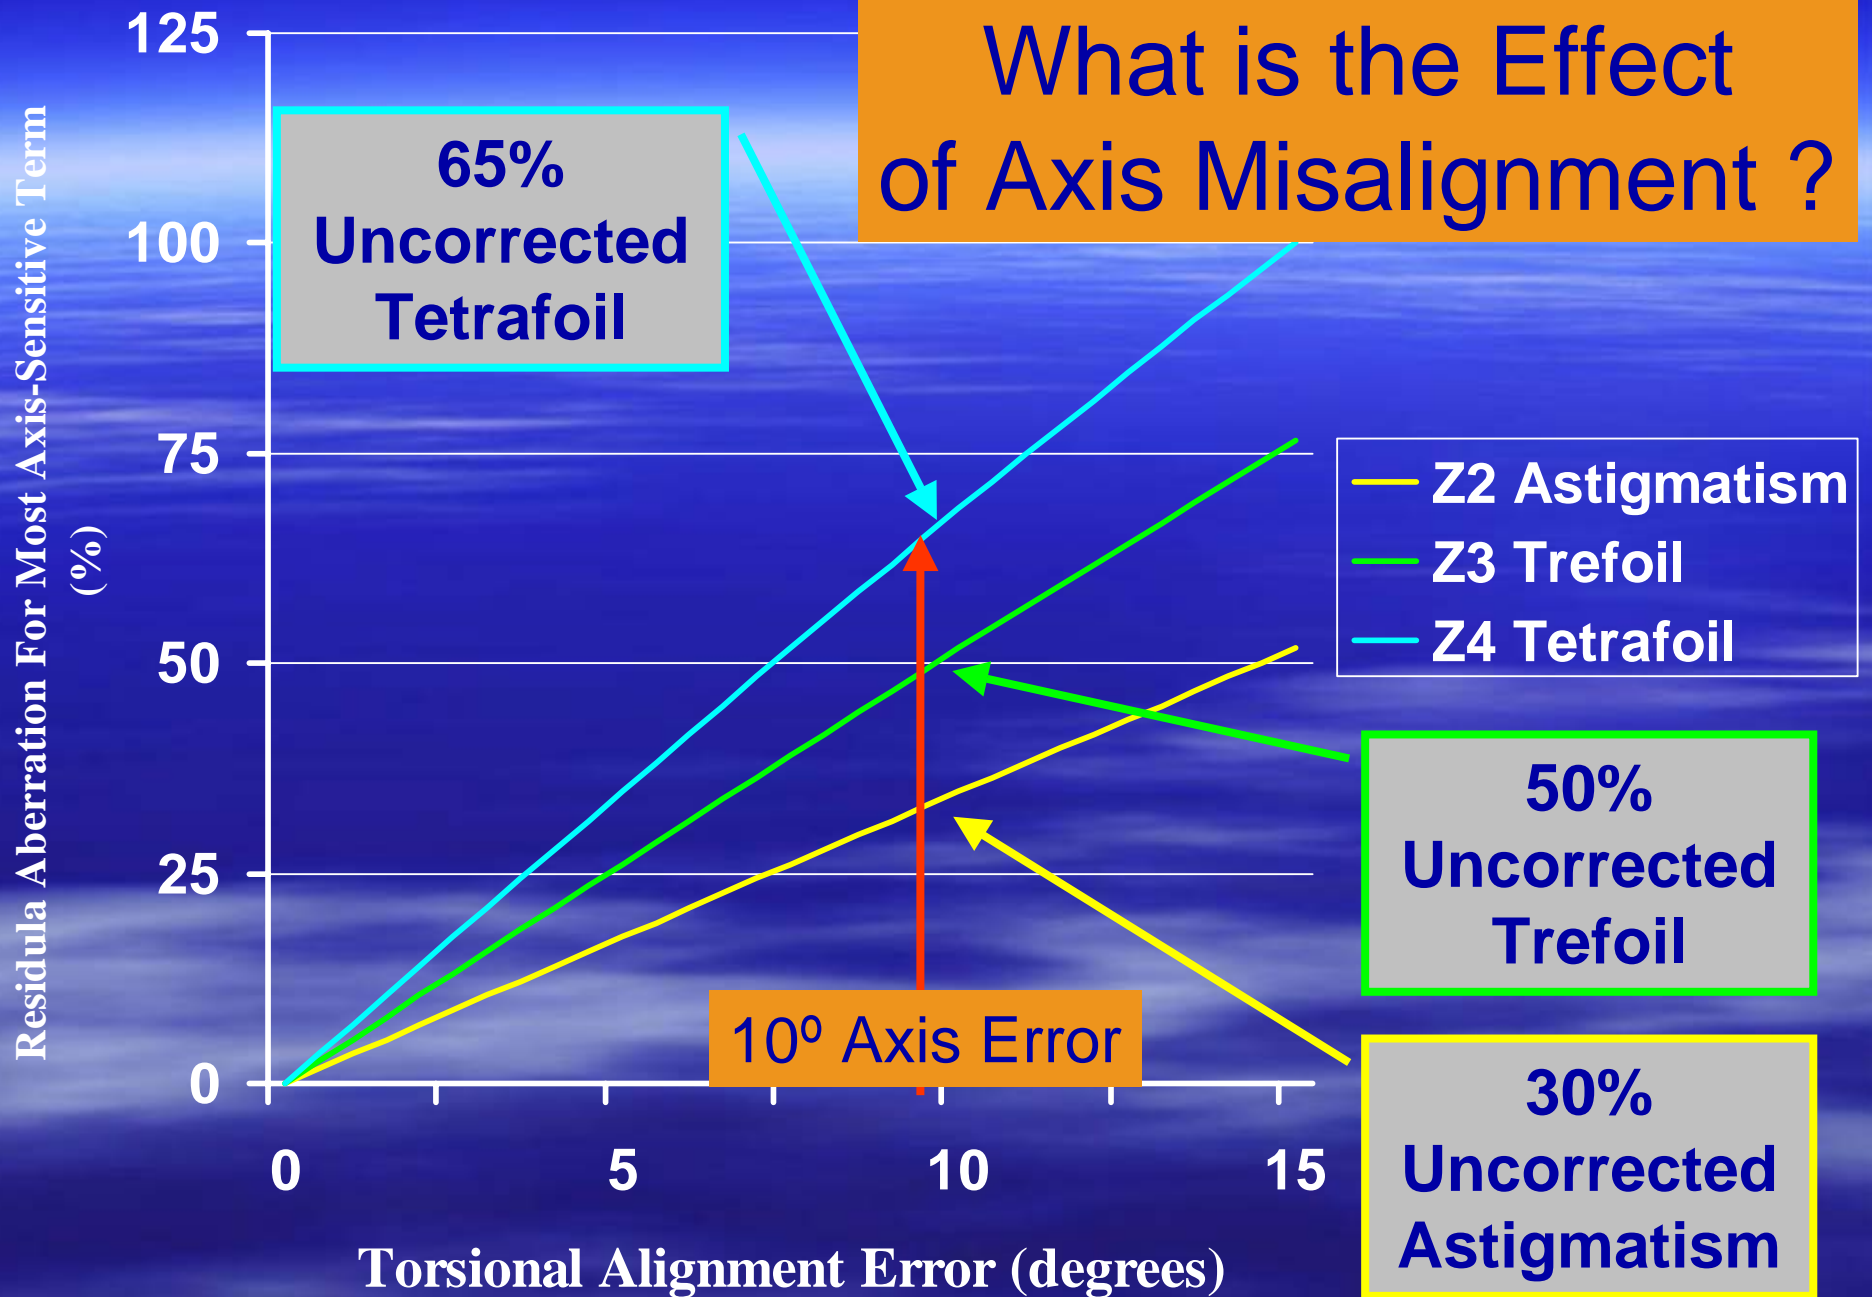 What is the Effect
of Axis Misalignment ?
Residula Aberration For Most Axis-Sensitive Term
(%)
125
100
75
50
25
0
65%
Uncorrected
Tetrafoil
Z2 Astigmatism
Z3 Trefoil
Z4 Tetrafoil
50%
Uncorrected
Trefoil
10º Axis Error
30%
Uncorrected
Astigmatism
0 5 10 15
Torsional Alignment Error (degrees)